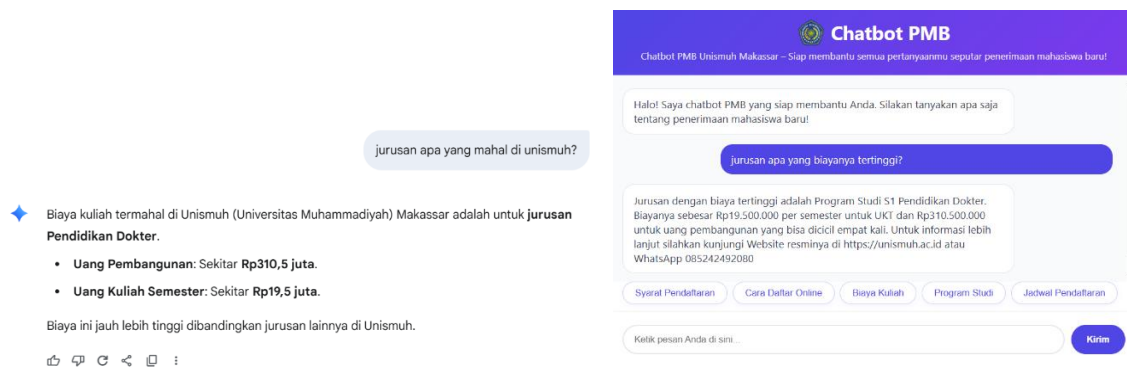 jurusan apa yang mahal di unismuh?
Biaya kuliah termahal di Unismuh (Universitas Muhammadiyah) Makassar adalah untuk jurusan
Pendidikan Dokter.
• Uang Pembangunan: Sekitar Rp310,5 juta.
• Uang Kuliah Semester: Sekitar Rp19,5 juta.
Biaya ini jauh lebih tinggi dibandingkan jurusan lainnya di Unismuh.
Chatbot PMB
Chatbot PMB Unismuh Makassar – Siap membantu semua pertanyaanmu seputar penerimaan mahasiswa baru!
Halo! Saya chatbot PMB yang siap membantu Anda. Silakan tanyakan apa saja
tentang penerimaan mahasiswa baru!
jurusan apa yang biayanya tertinggi?
Jurusan dengan biaya tertinggi adalah Program Studi S1 Pendidikan Dokter.
Biayanya sebesar Rp19.500.000 per semester untuk UKT dan Rp310.500.000
untuk uang pembangunan yang bisa dicicil empat kali. Untuk informasi lebih
lanjut silahkan kunjungi Website resminya di https://unismuh.ac.id atau
WhatsApp 085242492080
Syarat Pendaftaran
Cara Daftar Online
Biaya Kuliah
Program Studi
Jadwal Pendaftaran
Ketik pesan Anda di sini...
Kirim